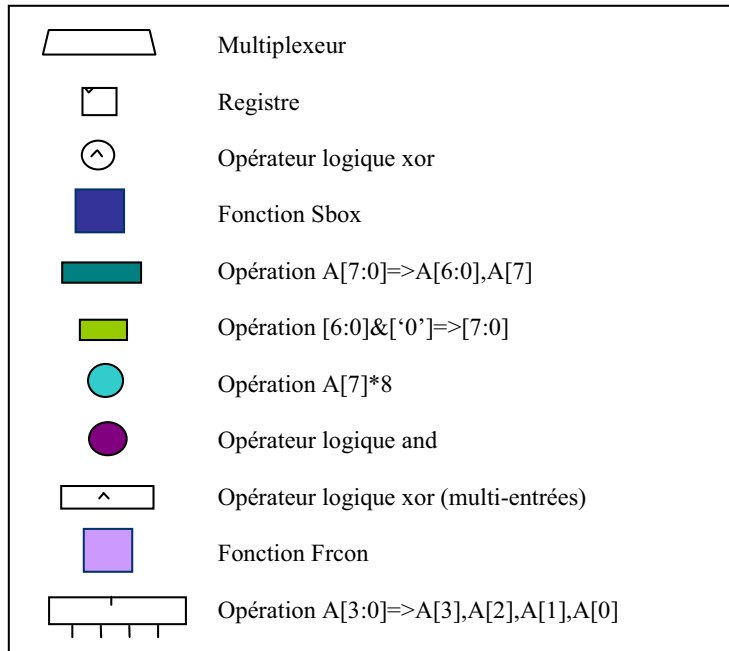 Multiplexeur
Registre
Opérateur logique xor
Fonction Sbox
Opération A[7:0]=>A[6:0],A[7]
Opération [6:0]&[‘0’]=>[7:0]
Opération A[7]*8
Opérateur logique and
Opérateur logique xor (multi-entrées)
Fonction Frcon
Opération A[3:0]=>A[3],A[2],A[1],A[0]